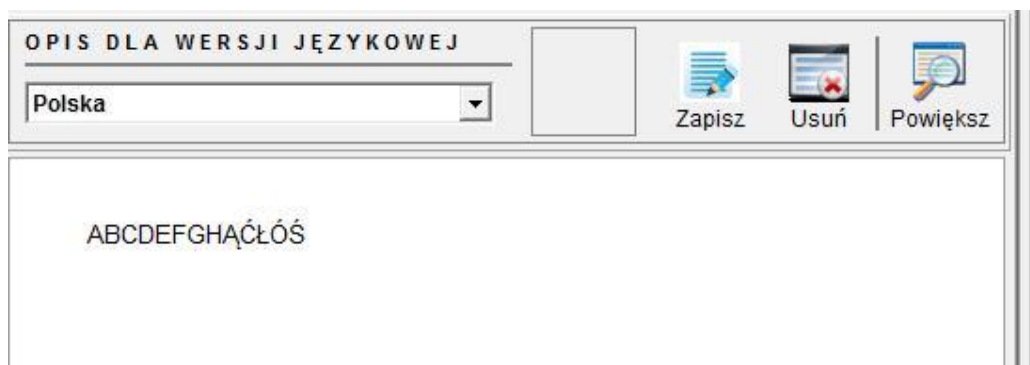 OPIS DLA WERSJI JĘZYKOWEJ
Polska
Zapisz Usuń Powiększ
ABCDEFGHĄĆŁÓŚ